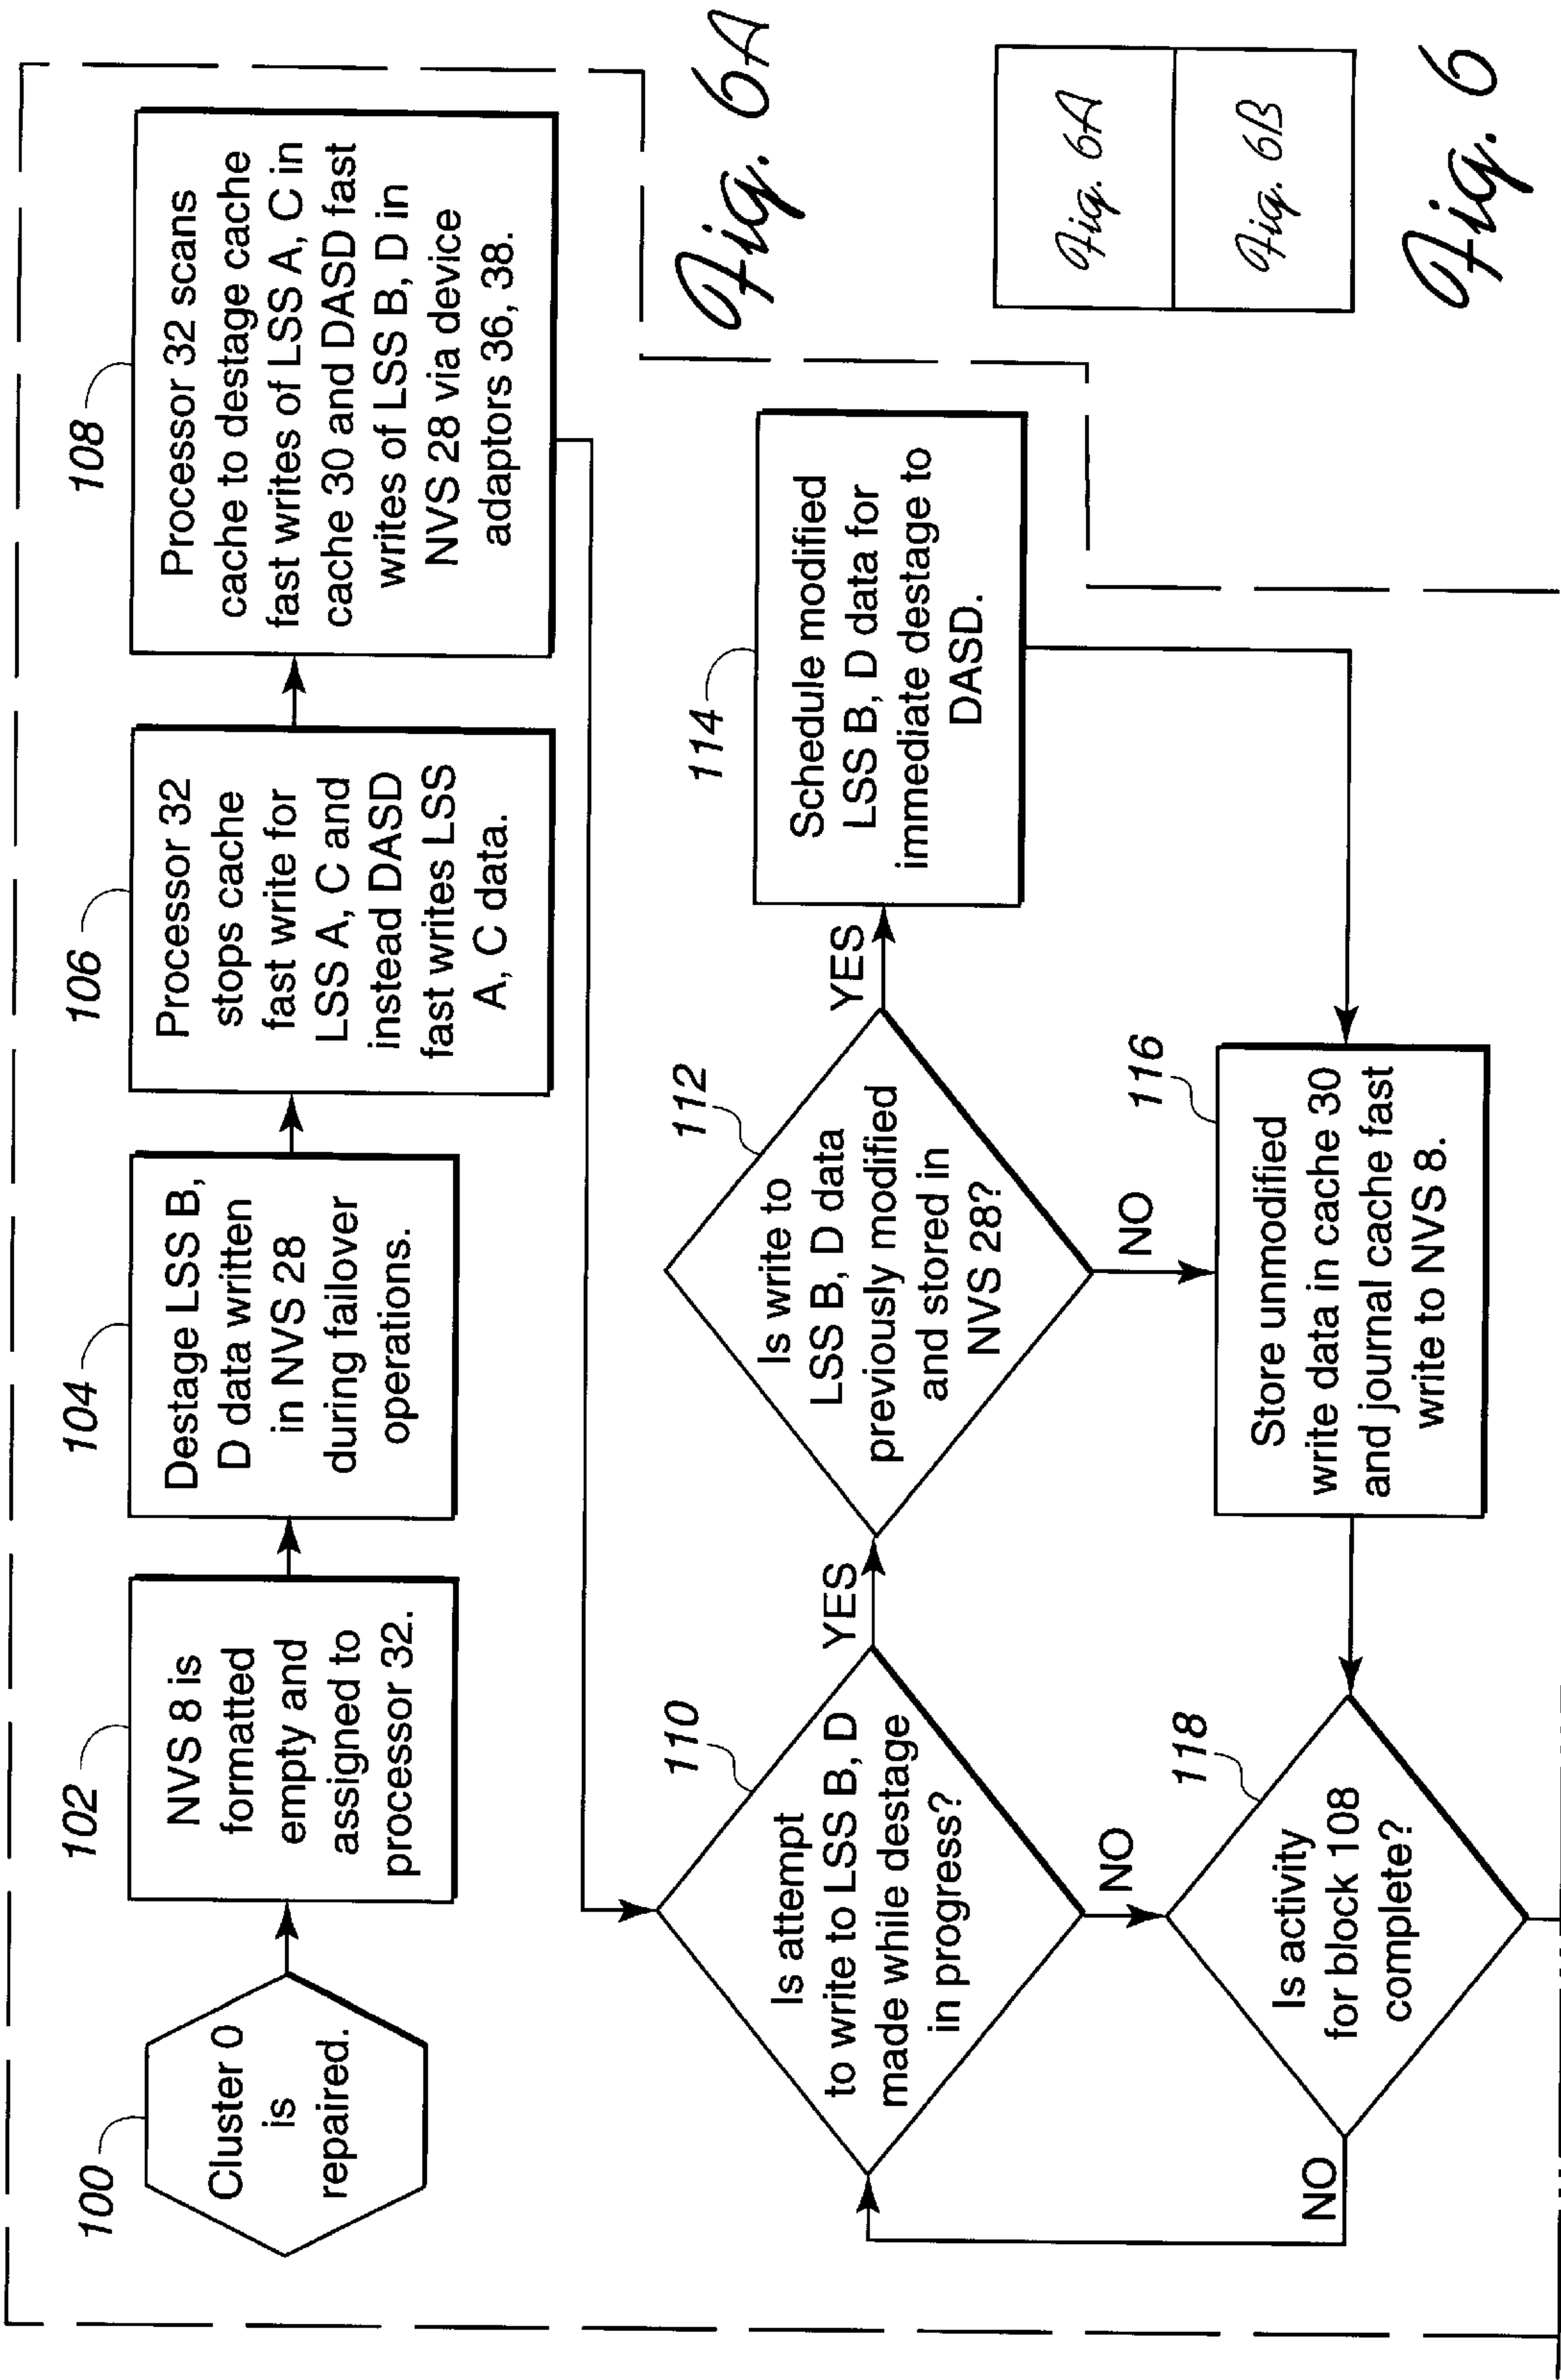 100
Cluster 0
is
repaired.
102
NVS 8 is
formatted
empty and
assigned to
processor 32.
104
Destage LSS B,
D data written
in NVS 28
during failover
operations.
106
Processor 32
stops cache
fast write for
LSS A, C and
instead DASD
fast writes LSS
A, C data.
108
Processor 32 scans
cache to destage cache
fast writes of LSS A, C in
cache 30 and DASD fast
writes of LSS B, D in
NVS 28 via device
adaptors 36, 38.
110
Is attempt
to write to LSS B, D
made while destage
in progress?
YES
NO
112
Is write to
LSS B, D data
previously modified
and stored in
NVS 28?
YES
NO
114
Schedule modified
LSS B, D data for
immediate destage to
DASD.
116
Store unmodified
write data in cache 30
and journal cache fast
write to NVS 8.
118
Is activity
for block 108
complete?
NO
Fig. 6A
Fig. 6A
Fig. 6B
Fig. 6